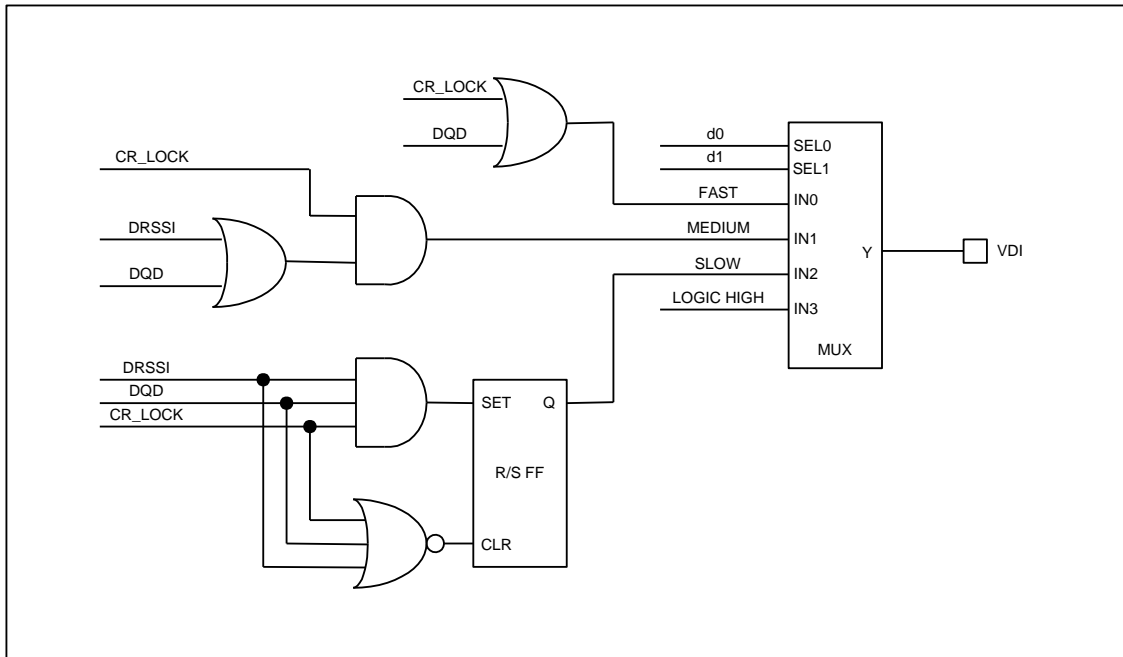 CR_LOCK
DQD
CR_LOCK
DRSSI
DQD
d0
d1
FAST
MEDIUM
SLOW
LOGIC HIGH
SEL0
SEL1
IN0
IN1
IN2
IN3
Y
MUX
VDI
DRSSI
DQD
CR_LOCK
SET
Q
R/S FF
CLR